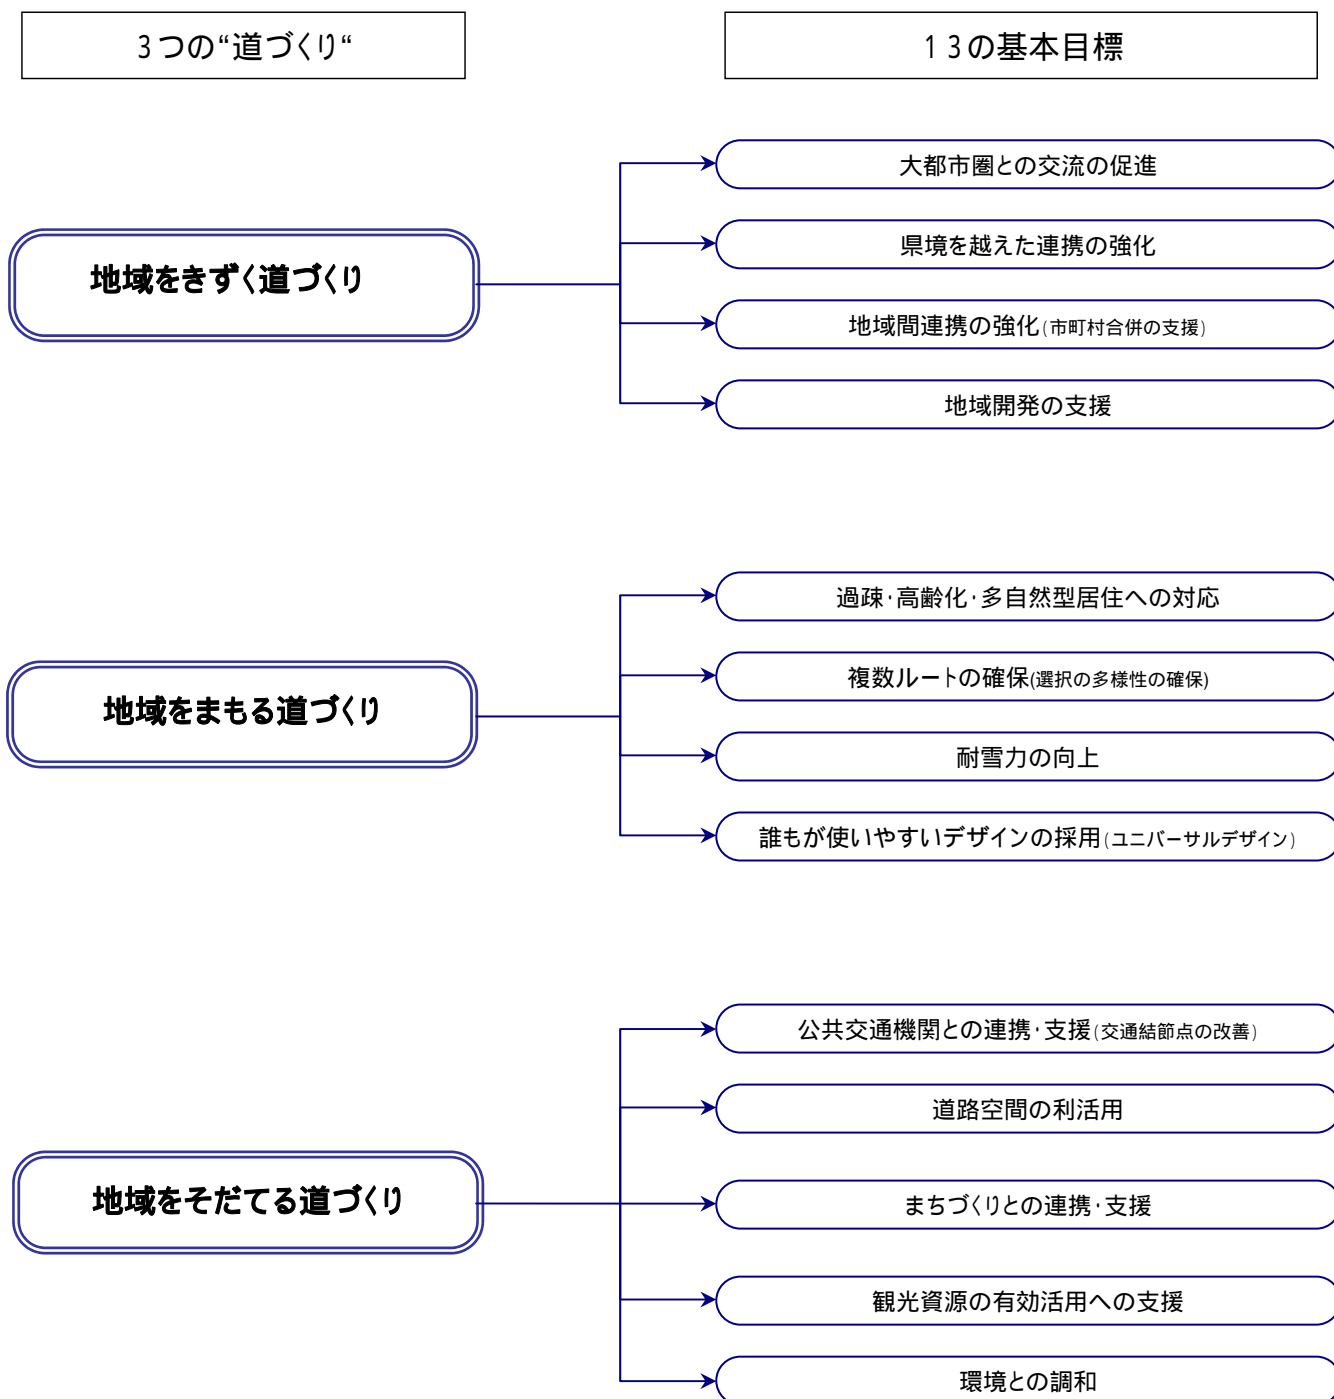 3つの“道づくり“
13の基本目標
地域をきずく道づくり
大都市圏との交流の促進
県境を越えた連携の強化
地域間連携の強化(市町村合併の支援)
地域開発の支援
地域をまもる道づくり
過疎・高齢化・多自然型居住への対応
複数ルートの確保(選択の多様性の確保)
耐雪力の向上
誰もが使いやすいデザインの採用(ユニバーサルデザイン)
地域をそだてる道づくり
公共交通機関との連携・支援(交通結節点の改善)
道路空間の利活用
まちづくりとの連携・支援
観光資源の有効活用への支援
環境との調和